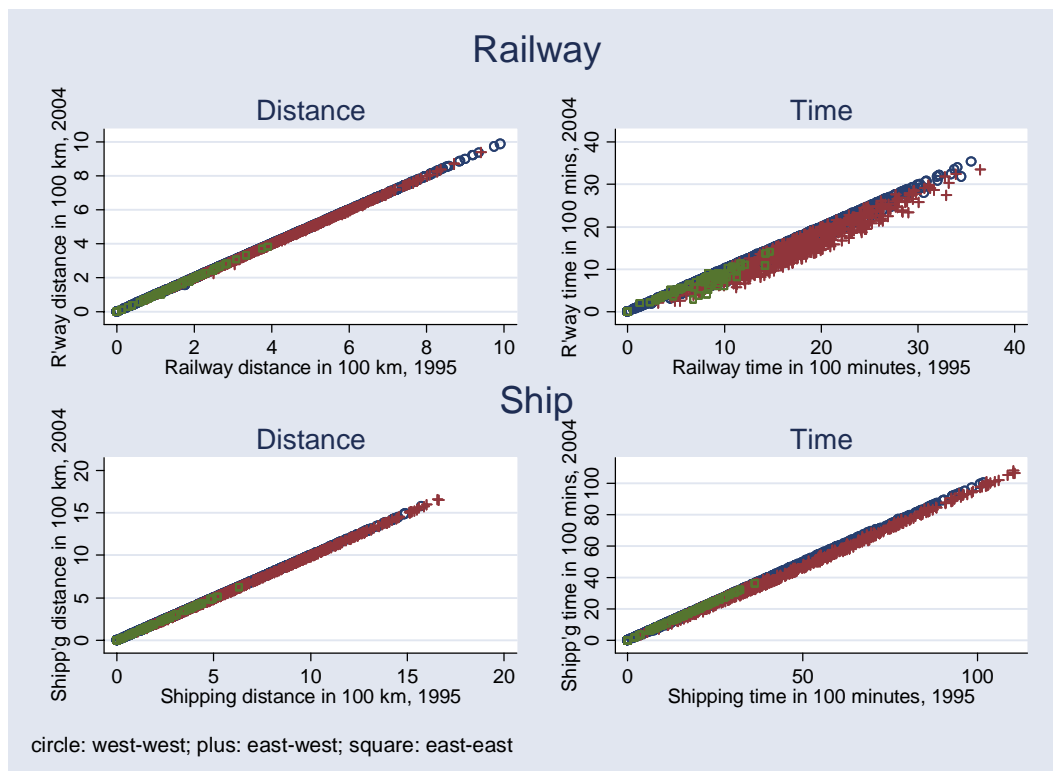 Railway
Distance
R'way distance in 100 km, 2004
0 2 4 6 8 10
0 2 4 6 8 10
Railway distance in 100 km, 1995
Time
R'way time in 100 mins, 2004
0 10 20 30 40
0 10 20 30 40
Railway time in 100 minutes, 1995
Ship
Distance
Shipp'g distance in 100 km, 2004
0 5 10 15 20
0 5 10 15 20
Shipping distance in 100 km, 1995
Time
Shipp'g time in 100 mins, 2004
0 20 40 60 80 100
0 50 100
Shipping time in 100 minutes, 1995
circle: west-west; plus: east-west; square: east-east